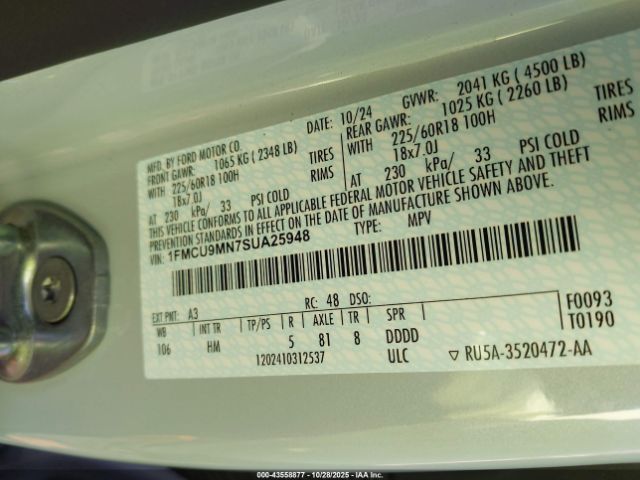 MFD. BY FORD MOTOR CO.
DATE: 10/24
GVWR: 2041 KG ( 4500 LB)
FRONT GAWR: 1065 KG ( 2348 LB)
REAR GAWR: 1025 KG ( 2260 LB)
WITH 225/60R18 100H TIRES
WITH 225/60R18 100H TIRES
18x7.0J RIMS
18x7.0J RIMS
AT 230 kPa/ 33 PSI COLD
AT 230 kPa/ 33 PSI COLD
THIS VEHICLE CONFORMS TO ALL APPLICABLE FEDERAL MOTOR VEHICLE SAFETY AND THEFT
PREVENTION STANDARDS IN EFFECT ON THE DATE OF MANUFACTURE SHOWN ABOVE.
VIN: 1FMCU9MN7SUA25948
TYPE: MPV
EXT PNT: A3 RC: 48 DSO:
WB INT TR TP/PS R AXLE TR SPR
106 HM 5 81 8 DDDD
1202410312537 ULC
F0093
T0190
▽ RU5A-3520472-AA
000-43558877 - 10/28/2025 - IAA Inc.